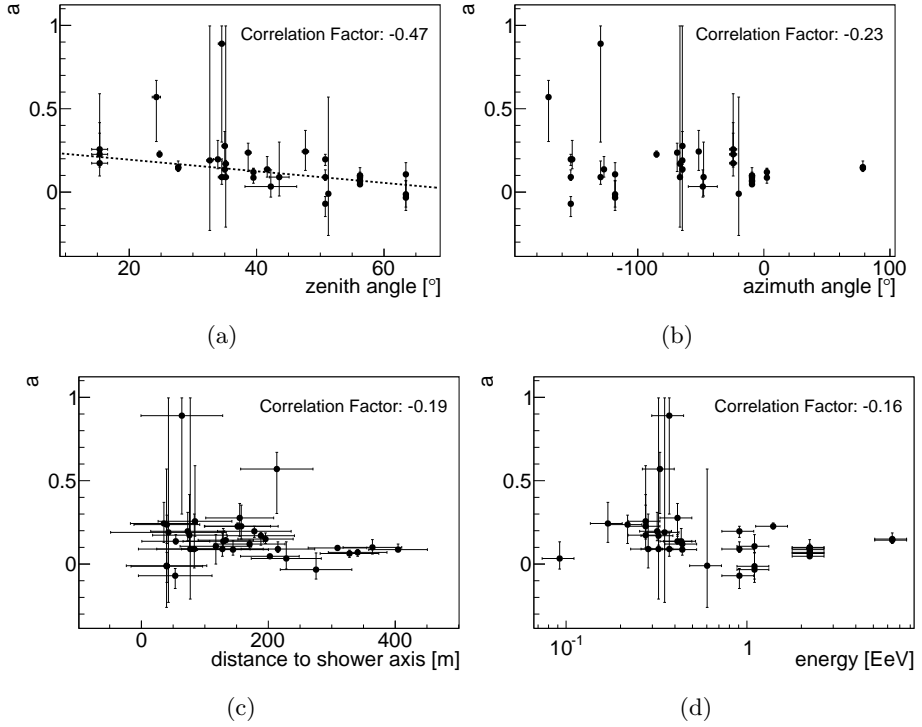 a
Correlation Factor: -0.47
1
0.5
0
20
40
60
zenith angle [°]
(a)
a
Correlation Factor: -0.23
1
0.5
0
-100
0
100
azimuth angle [°]
(b)
a
Correlation Factor: -0.19
1
0.5
0
0
200
400
distance to shower axis [m]
(c)
a
Correlation Factor: -0.16
1
0.5
0
10⁻¹
1
energy [EeV]
(d)